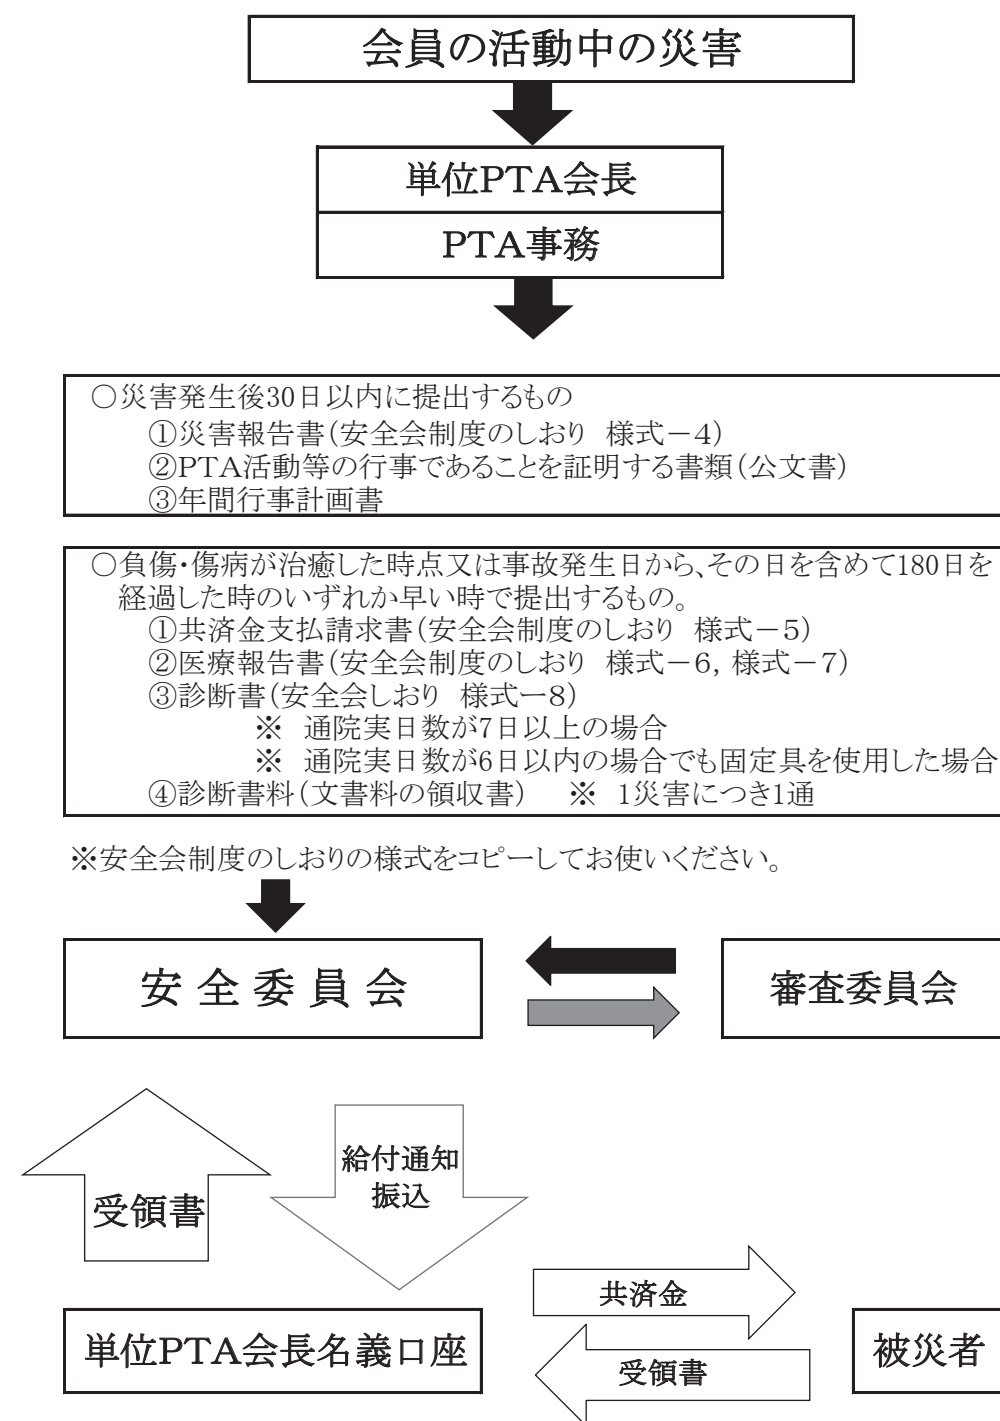 会員の活動中の災害
単位PTA会長
PTA事務
○災害発生後30日以内に提出するもの
①災害報告書(安全会制度のしおり 様式－4)
②PTA活動等の行事であることを証明する書類(公文書)
③年間行事計画書
○負傷・傷病が治癒した時点又は事故発生日から、その日を含めて180日を
経過した時のいずれか早い時で提出するもの。
①共済金支払請求書(安全会制度のしおり 様式－5)
②医療報告書(安全会制度のしおり 様式－6, 様式－7)
③診断書(安全会しおり 様式ー8)
※ 通院実日数が7日以上の場合
※ 通院実日数が6日以内の場合でも固定具を使用した場合
④診断書料(文書料の領収書) ※ 1災害につき1通
※安全会制度のしおりの様式をコピーしてお使いください。
安全委員会
審査委員会
給付通知
振込
受領書
共済金
単位PTA会長名義口座
受領書
被災者